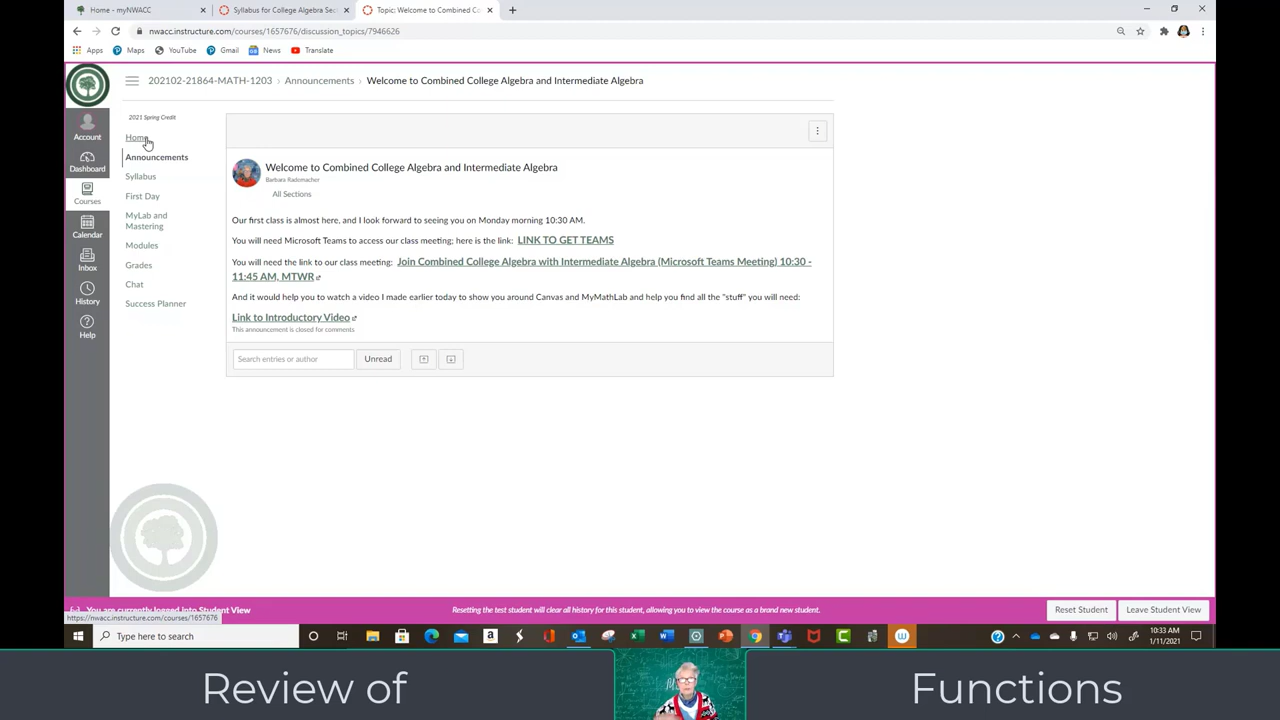 Home - myNWACC
Syllabus for College Algebra Sec
Topic: Welcome to Combined Co
nwacc.instructure.com/courses/1657676/discussion_topics/7946626
Apps Maps YouTube Gmail News Translate
202102-21864-MATH-1203 > Announcements > Welcome to Combined College Algebra and Intermediate Algebra
Account
Dashboard
Courses
Calendar
Inbox
History
Help
2021 Spring Credit
Home
Announcements
Syllabus
First Day
MyLab and
Mastering
Modules
Grades
Chat
Success Planner
Welcome to Combined College Algebra and Intermediate Algebra
Barbara Radomacher
All Sections
Our first class is almost here, and I look forward to seeing you on Monday morning 10:30 AM.
You will need Microsoft Teams to access our class meeting; here is the link: LINK TO GET TEAMS
You will need the link to our class meeting: Join Combined College Algebra with Intermediate Algebra (Microsoft Teams Meeting) 10:30 -
11:45 AM, MTWR
And it would help you to watch a video I made earlier today to show you around Canvas and MyMathLab and help you find all the "stuff" you will need:
Link to Introductory Video
This announcement is closed for comments
Search entries or author
Unread
You are currently logged into Student View
Resetting the test student will clear all history for this student, allowing you to view the course as a brand new student.
Reset Student
Leave Student View
https://nwacc.instructure.com/courses/1657676
Type here to search
10:33 AM
1/11/2021
Review of
Functions